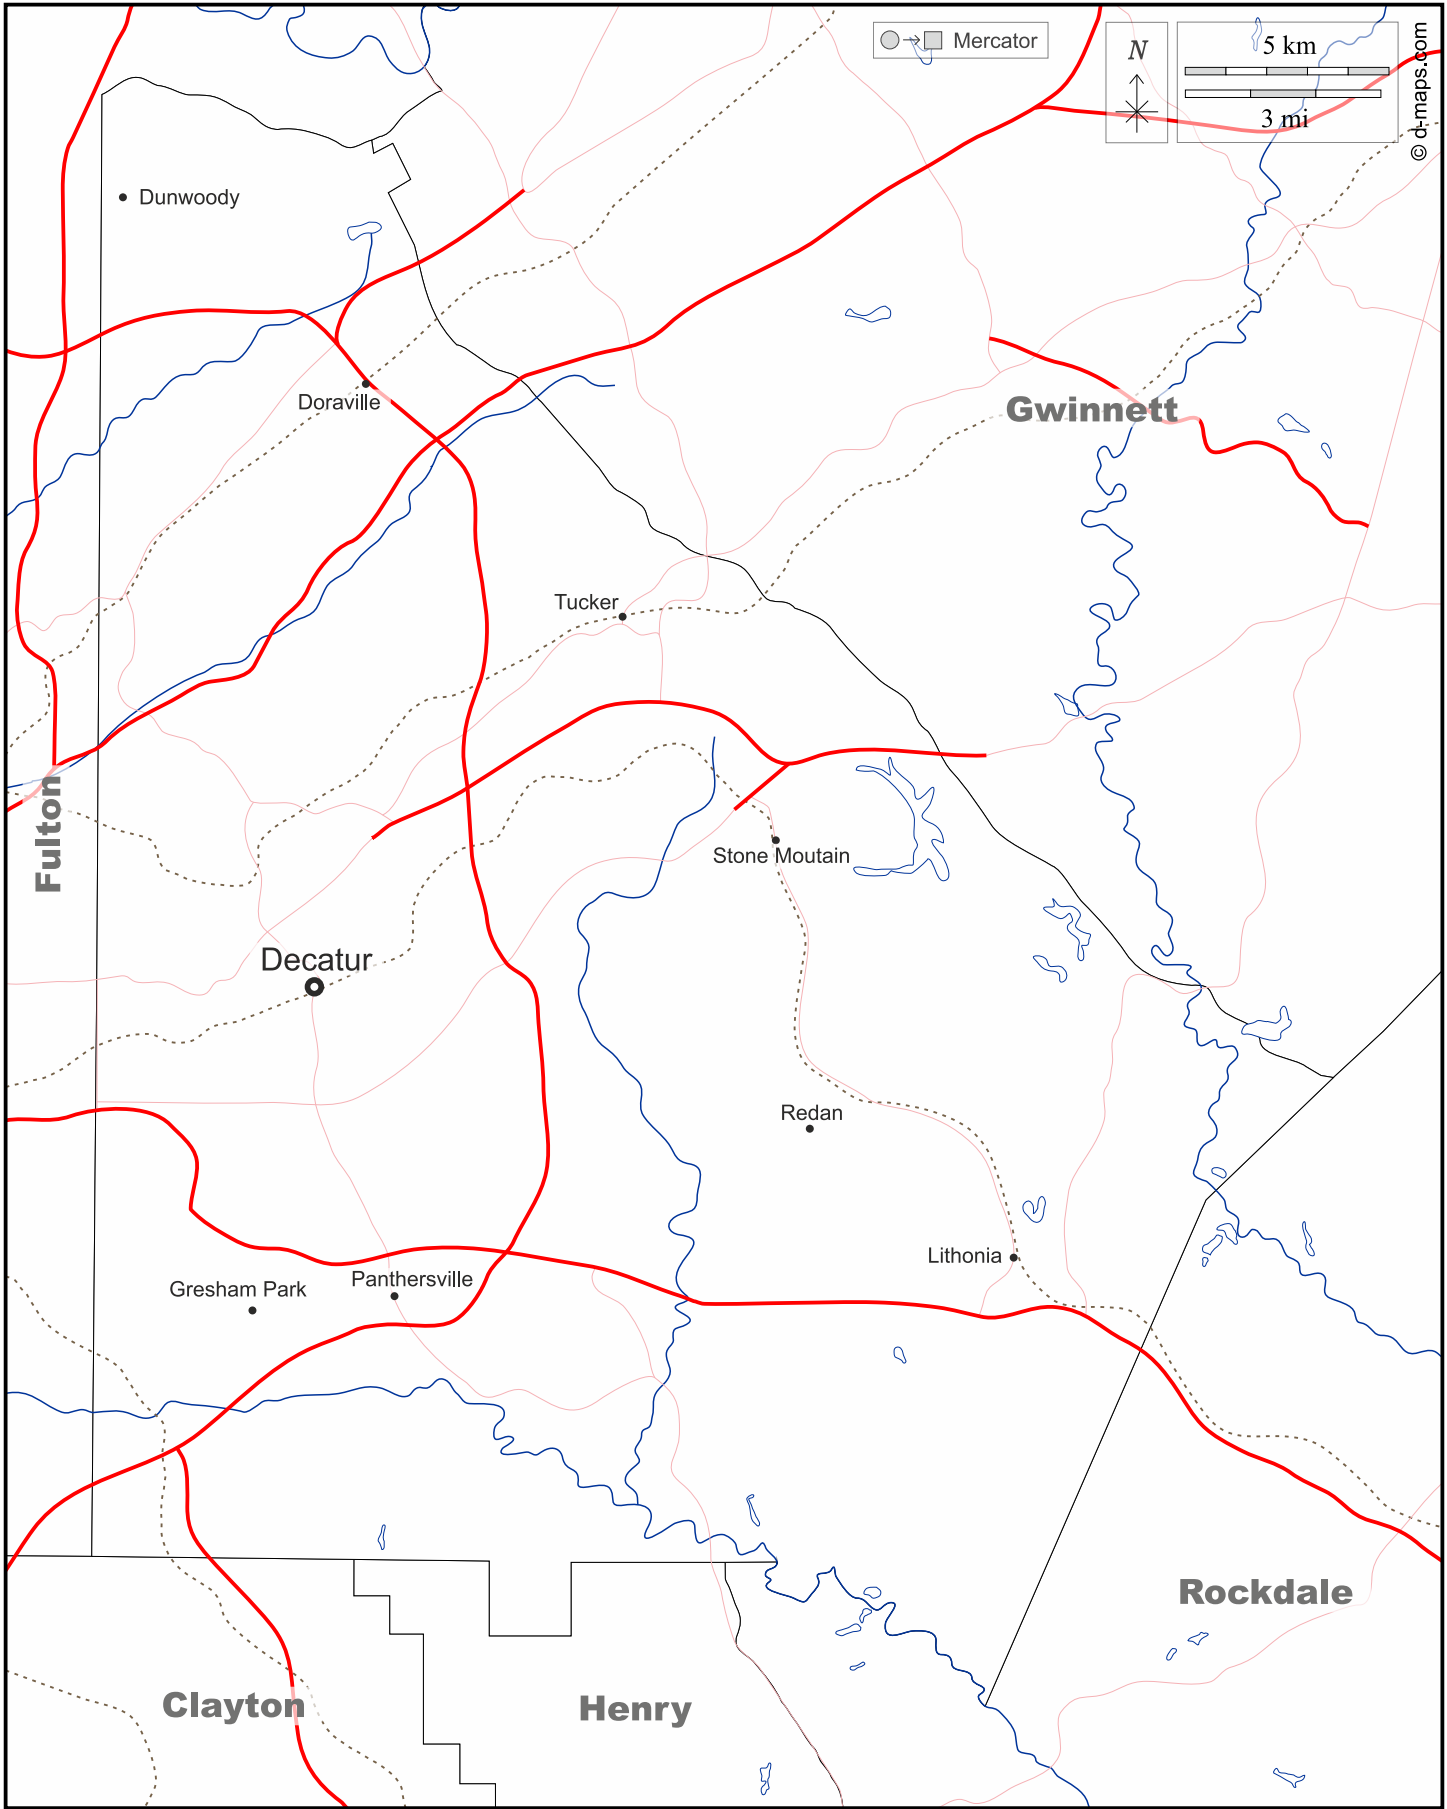 Mercator
N
5 km
3 mi
© d-maps.com
Dunwoody
Doraville
Gwinnett
Tucker
Fulton
Stone Moutain
Decatur
Redan
Lithonia
Panthersville
Gresham Park
Rockdale
Clayton
Henry